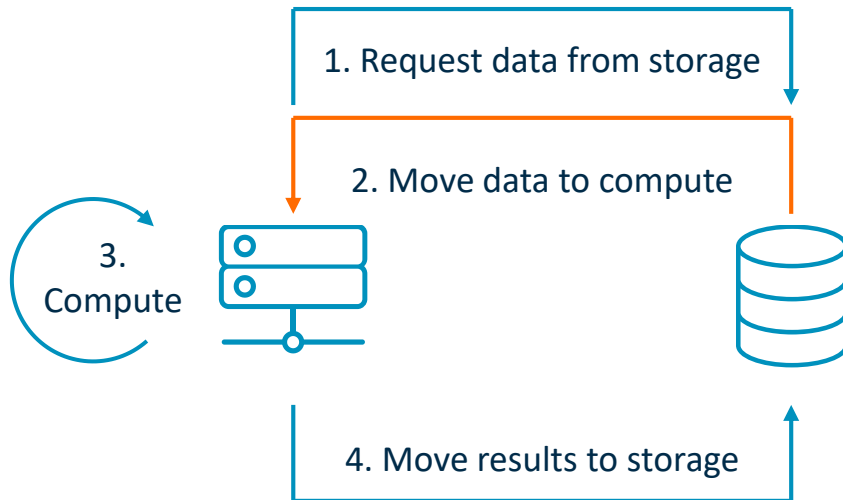 1. Request data from storage
2. Move data to compute
3.
Compute
4. Move results to storage